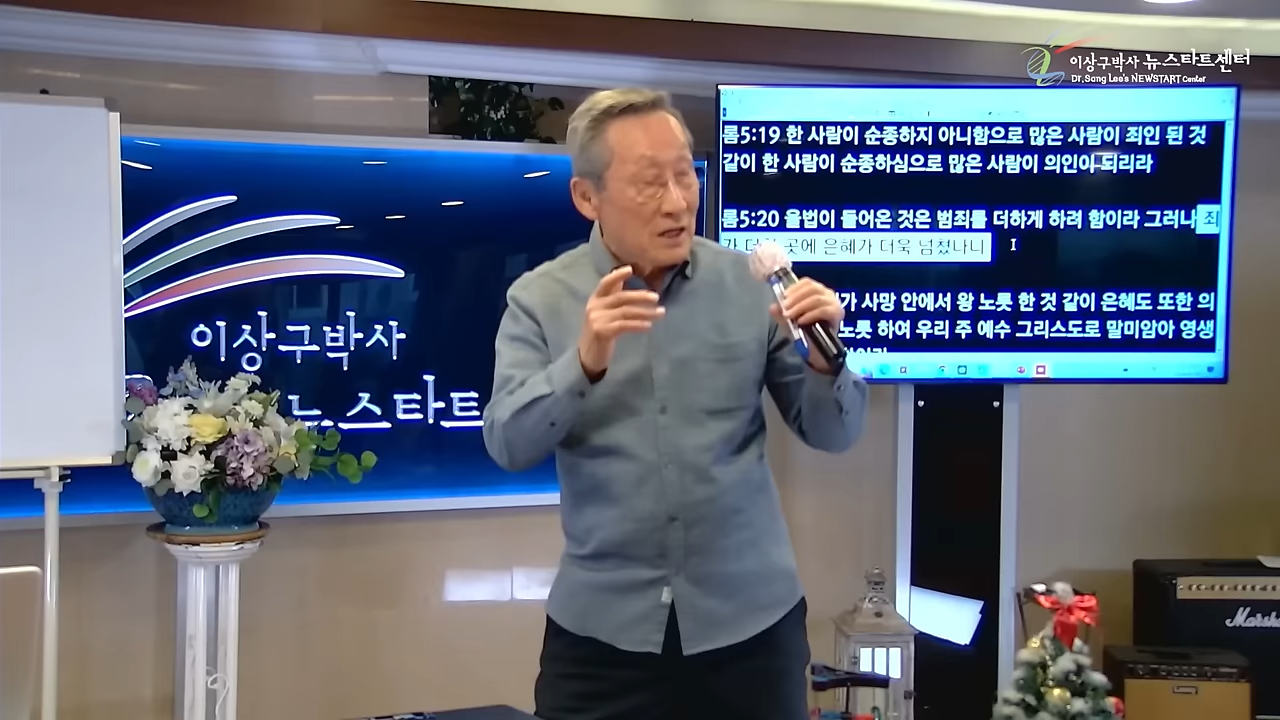 이상구박사 뉴스타트센터
Dr. Sang Lee's NEWSTART Center
롬5:19 한 사람이 순종하지 아니함으로 많은 사람이 죄인 된 것
같이 한 사람이 순종하심으로 많은 사람이 의인이 되리라
롬5:20 율법이 들어온 것은 범죄를 더하게 하려 함이라 그러나 죄
가 더한 곳에 은혜가 더욱 넘쳤나니
가 사망 안에서 왕 노릇 한 것 같이 은혜도 또한 의
노릇 하여 우리 주 예수 그리스도로 말미암아 영생
이상구박사
뉴스타트
Marsha
Laney